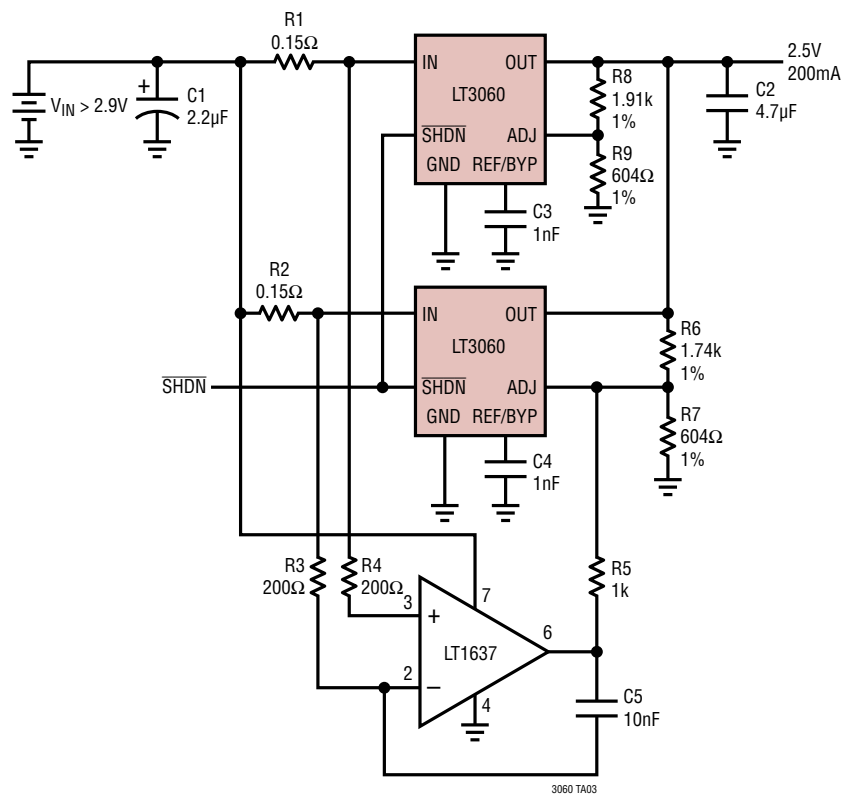 R1
0.15Ω
2.5V
200mA
IN
OUT
R8
1.91k
1%
LT3060
VIN > 2.9V
+
C1
2.2µF
C2
4.7µF
SHDN
ADJ
R9
604Ω
1%
GND
REF/BYP
C3
1nF
R2
0.15Ω
IN
OUT
R6
1.74k
1%
LT3060
SHDN
SHDN
ADJ
GND
REF/BYP
R7
604Ω
1%
C4
1nF
R3
200Ω
R4
200Ω
R5
1k
3
7
+
6
LT1637
2
–
4
C5
10nF
3060 TA03